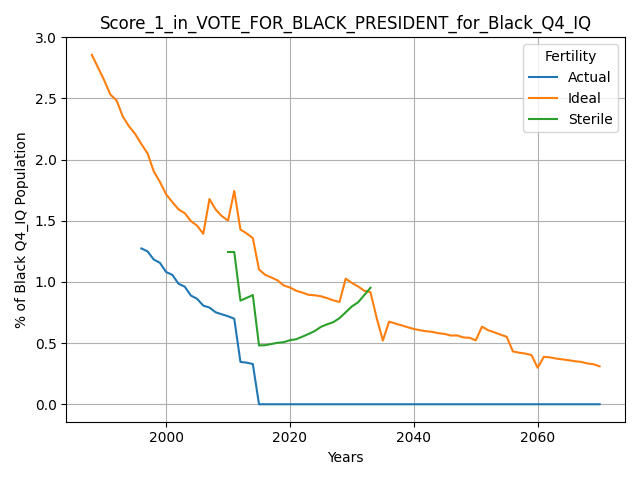 Score_1_in_VOTE_FOR_BLACK_PRESIDENT_for_Black_Q4_IQ
Fertility
Actual
Ideal
Sterile
% of Black Q4_IQ Population
3.0
2.5
2.0
1.5
1.0
0.5
0.0
2000
2020
2040
2060
Years